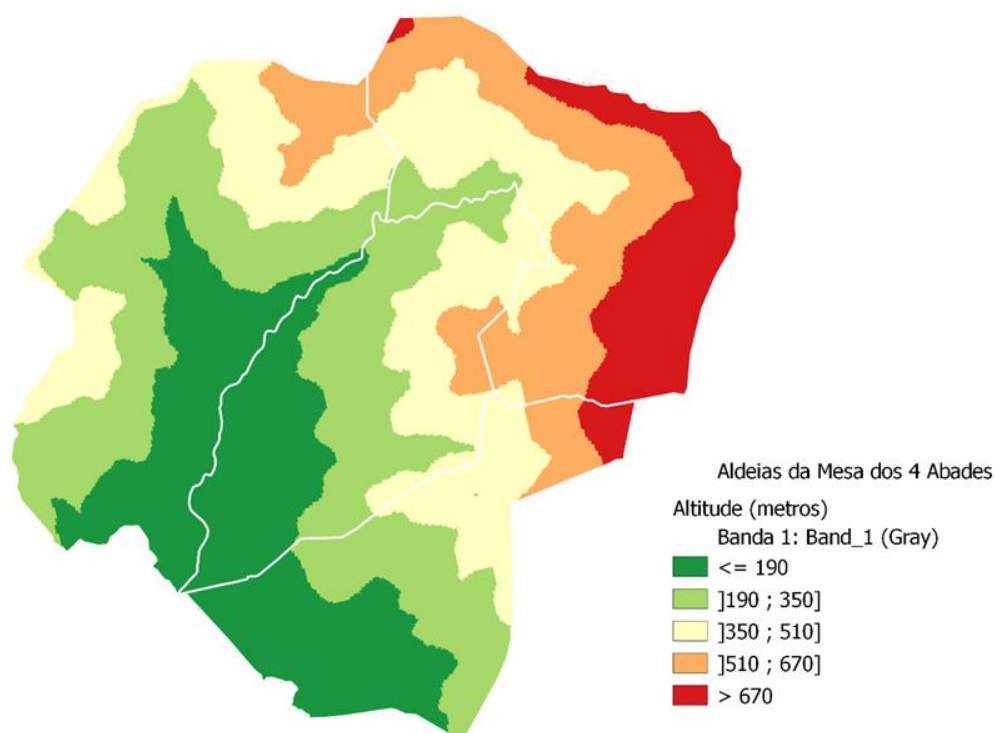 Aldeias da Mesa dos 4 Abades
Altitude (metros)
Banda 1: Band_1 (Gray)
<= 190
]190 ; 350]
]350 ; 510]
]510 ; 670]
> 670